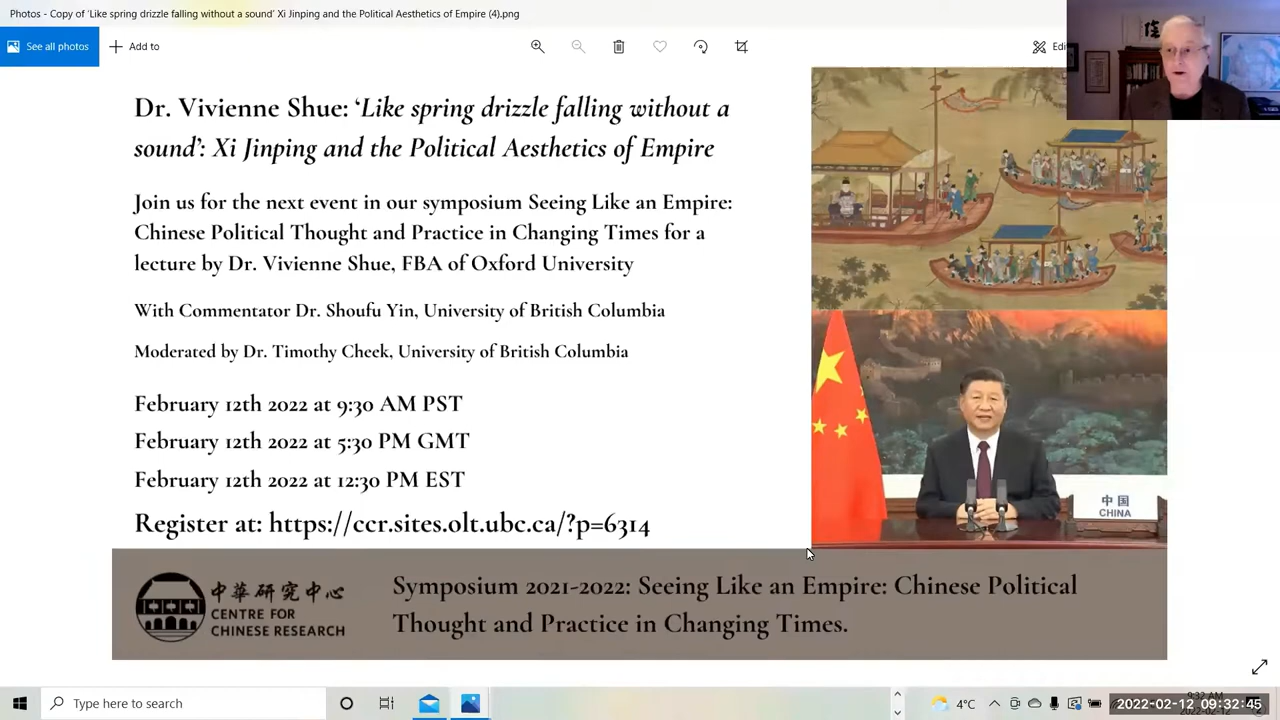 Photos - Copy of ‘Like spring drizzle falling without a sound’ Xi Jinping and the Political Aesthetics of Empire (4).png
See all photos
Add to
Dr. Vivienne Shue: ‘Like spring drizzle falling without a
sound’: Xi Jinping and the Political Aesthetics of Empire
Join us for the next event in our symposium Seeing Like an Empire:
Chinese Political Thought and Practice in Changing Times for a
lecture by Dr. Vivienne Shue, FBA of Oxford University
With Commentator Dr. Shoufu Yin, University of British Columbia
Moderated by Dr. Timothy Cheek, University of British Columbia
February 12th 2022 at 9:30 AM PST
February 12th 2022 at 5:30 PM GMT
February 12th 2022 at 12:30 PM EST
Register at: https://ccr.sites.olt.ubc.ca/?p=6314
中国
CHINA
中華研究中心
CENTRE FOR
CHINESE RESEARCH
Symposium 2021-2022: Seeing Like an Empire: Chinese Political
Thought and Practice in Changing Times.
Type here to search
4°C
9:32 AM
2022-02-12 09:32:45